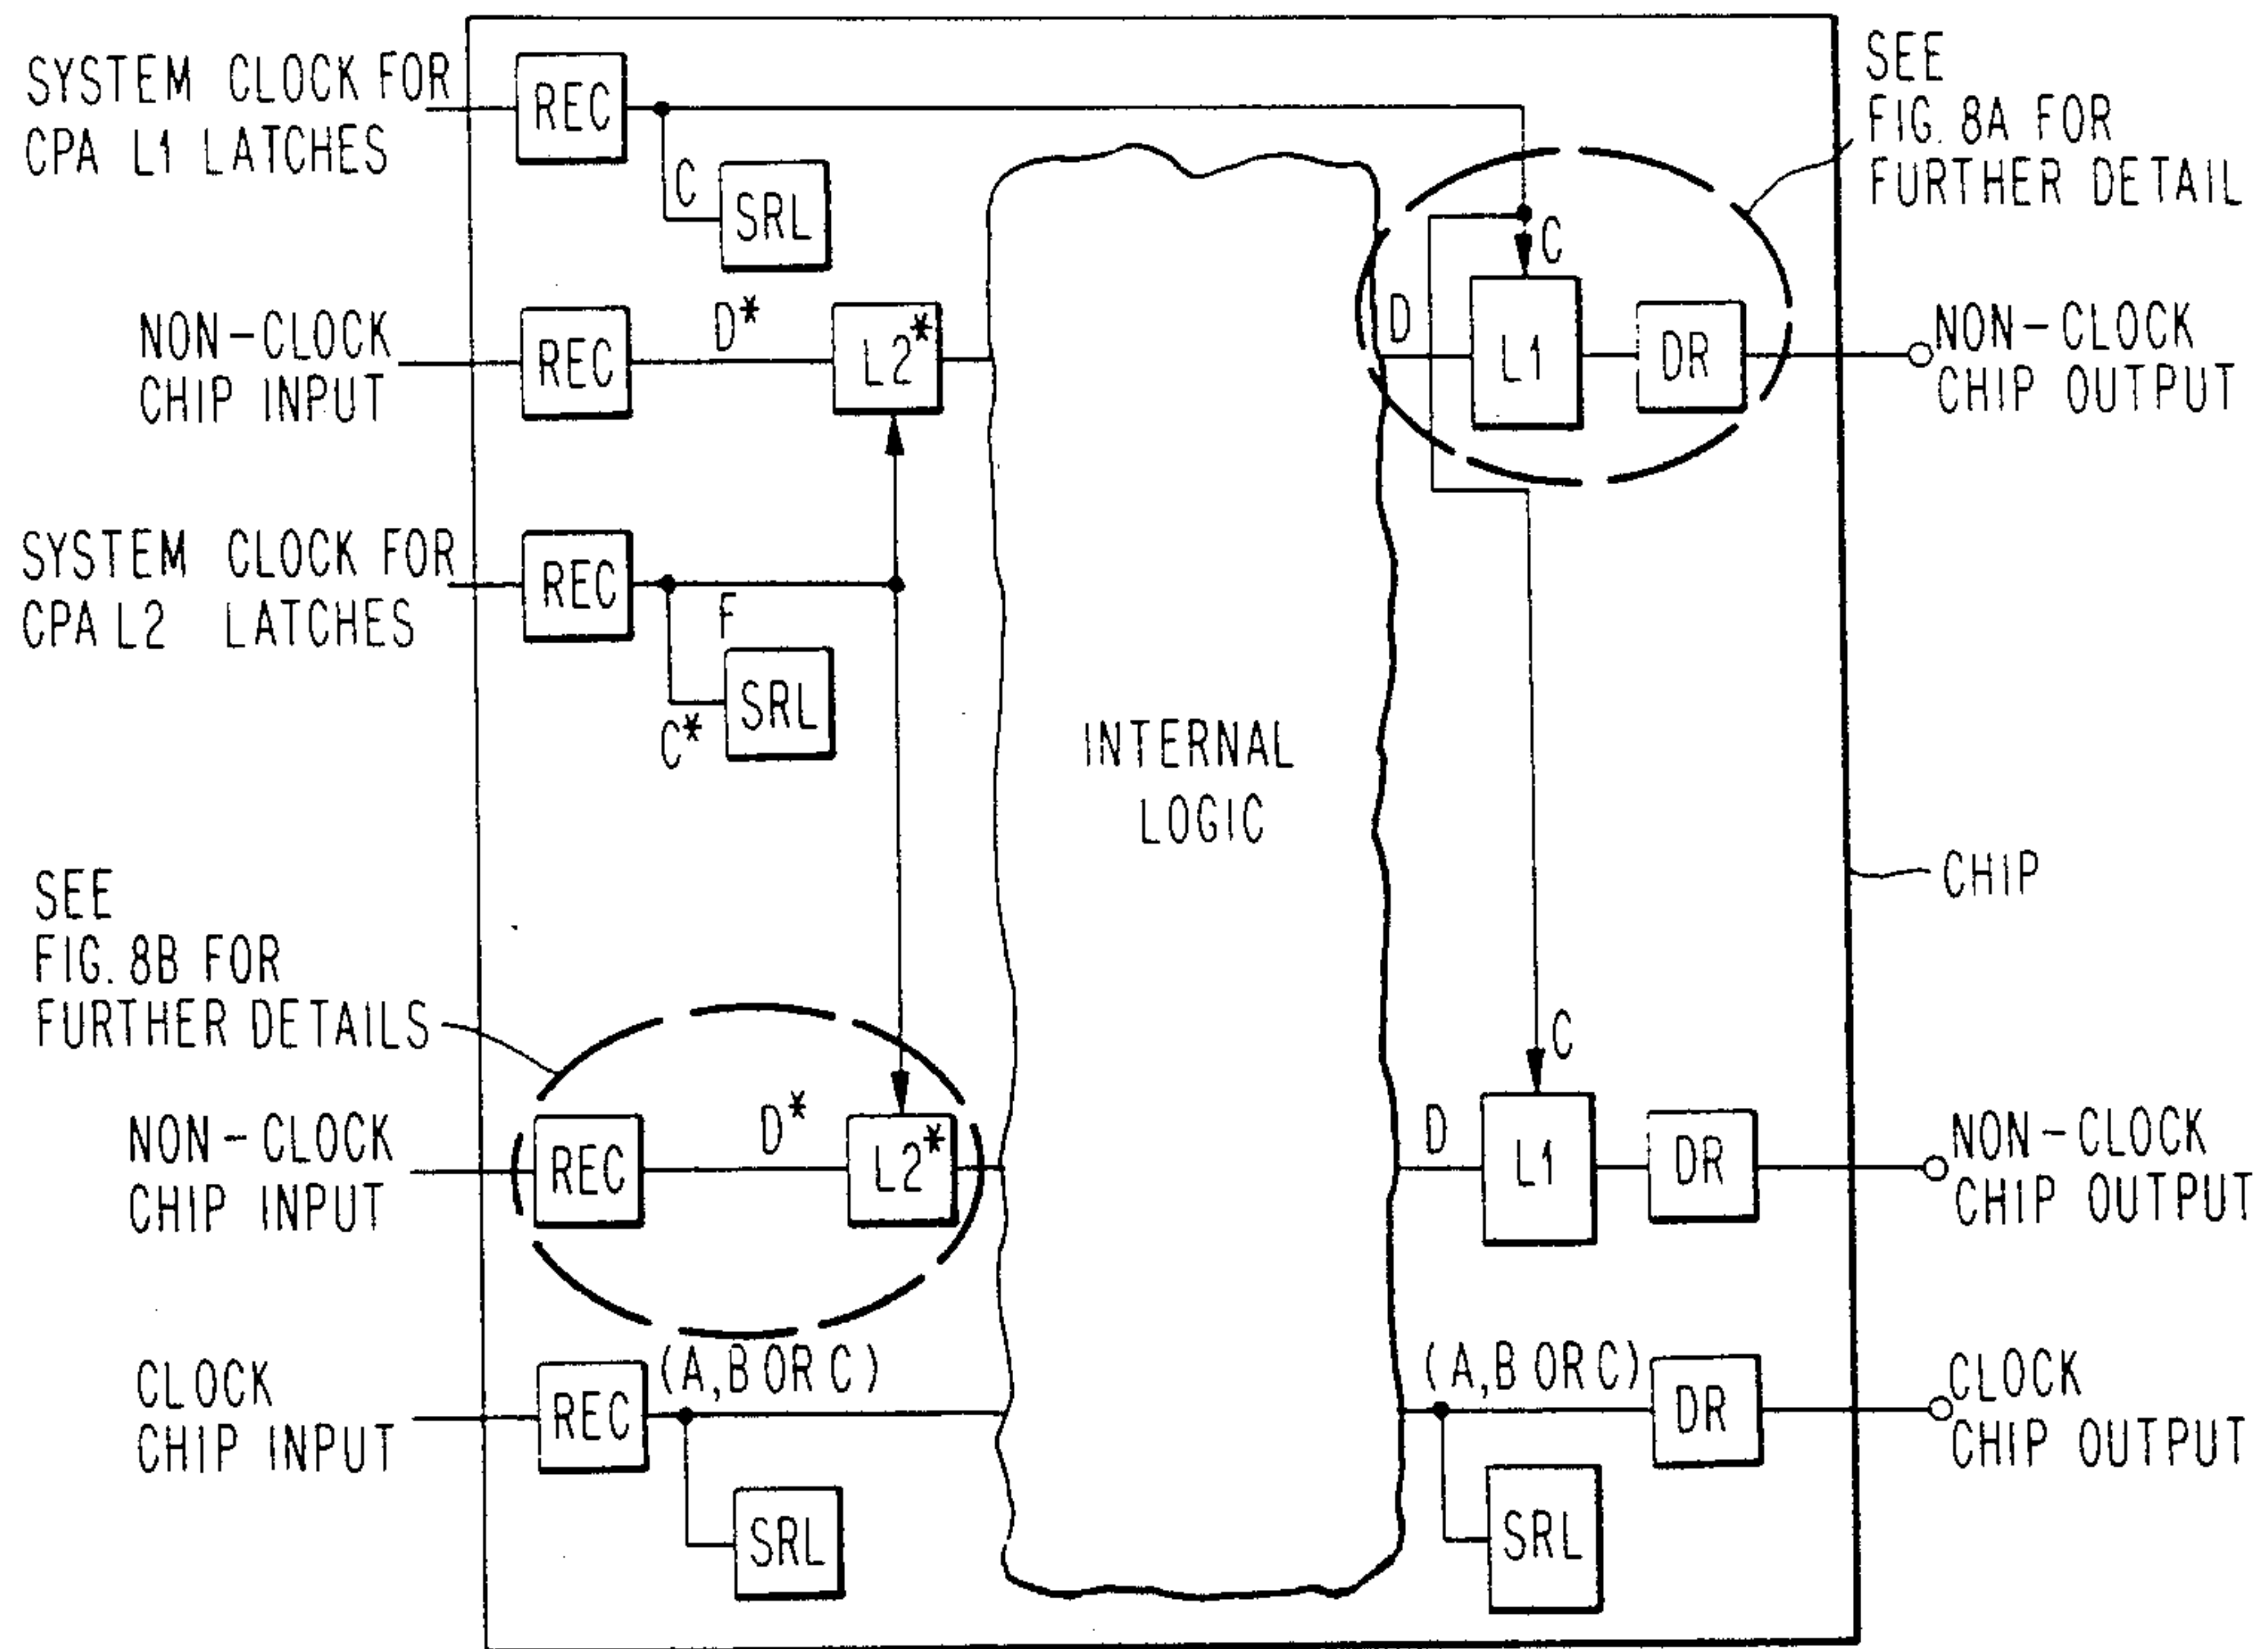 SYSTEM CLOCK FOR
CPA L1 LATCHES
REC
C
SRL
SEE
FIG. 8A FOR
FURTHER DETAIL
NON-CLOCK
CHIP INPUT
REC
D*
L2*
D
C
L1
DR
NON-CLOCK
CHIP OUTPUT
SYSTEM CLOCK FOR
CPA L2 LATCHES
REC
F
C*
SRL
INTERNAL
LOGIC
CHIP
SEE
FIG. 8B FOR
FURTHER DETAILS
NON-CLOCK
CHIP INPUT
REC
D*
L2*
D
C
L1
DR
NON-CLOCK
CHIP OUTPUT
CLOCK
CHIP INPUT
REC
(A,B OR C)
SRL
(A,B OR C)
DR
SRL
CLOCK
CHIP OUTPUT